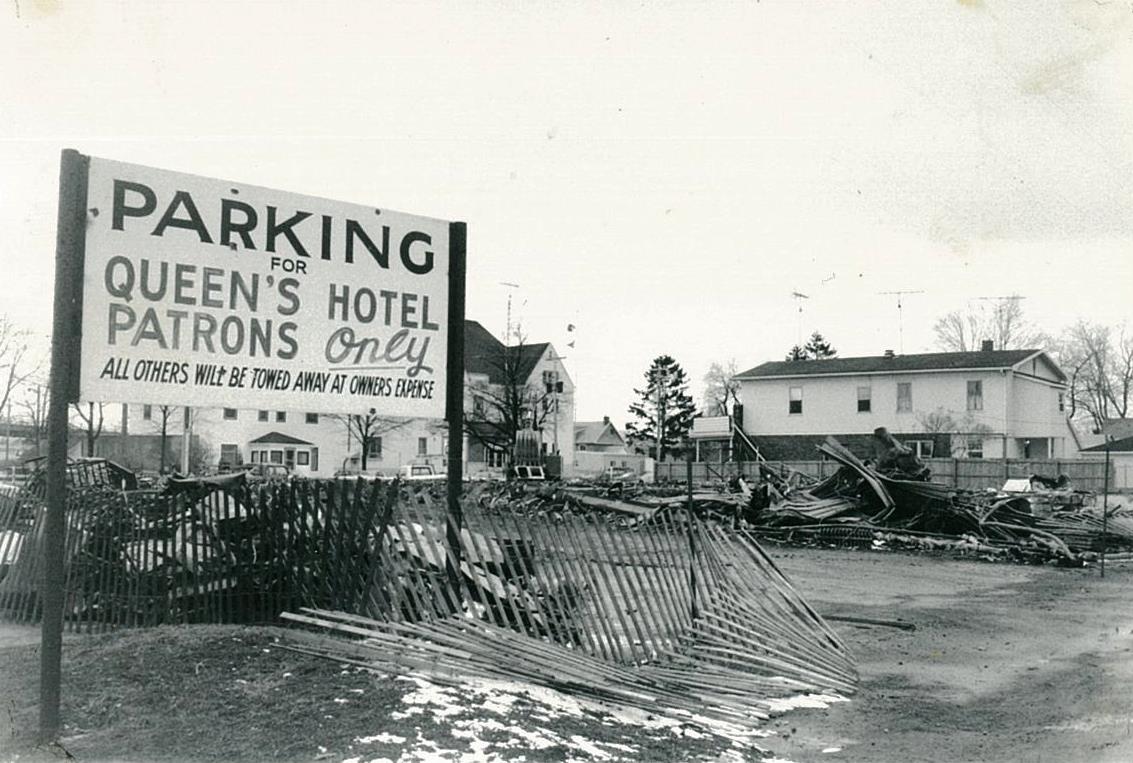 PARKING
FOR
QUEEN'S HOTEL
PATRONS Only
ALL OTHERS WILL BE TOWED AWAY AT OWNERS EXPENSE